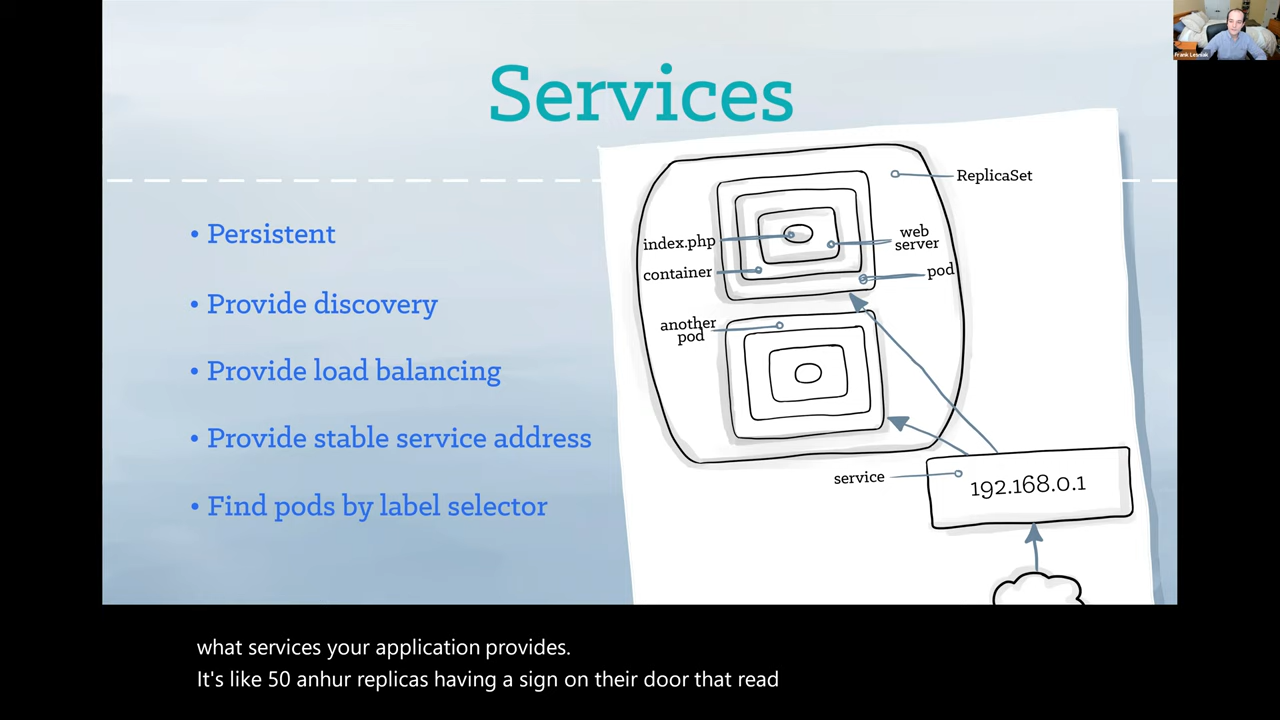 Services
• Persistent
• Provide discovery
• Provide load balancing
• Provide stable service address
• Find pods by label selector
ReplicaSet
index.php
web
server
container
pod
another
pod
service
192.168.0.1
Frank Lesniak
what services your application provides.
It's like 50 anhur replicas having a sign on their door that read